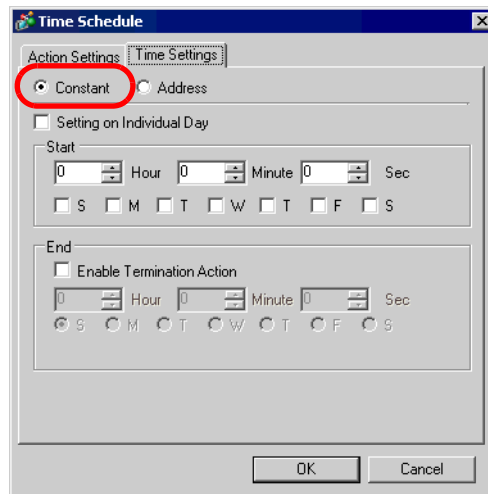 Time Schedule
Action Settings Time Settings
Constant Address
Setting on Individual Day
Start
0 Hour 0 Minute 0 Sec
S M T W T F S
End
Enable Termination Action
0 Hour 0 Minute 0 Sec
S M T W T F S
OK Cancel